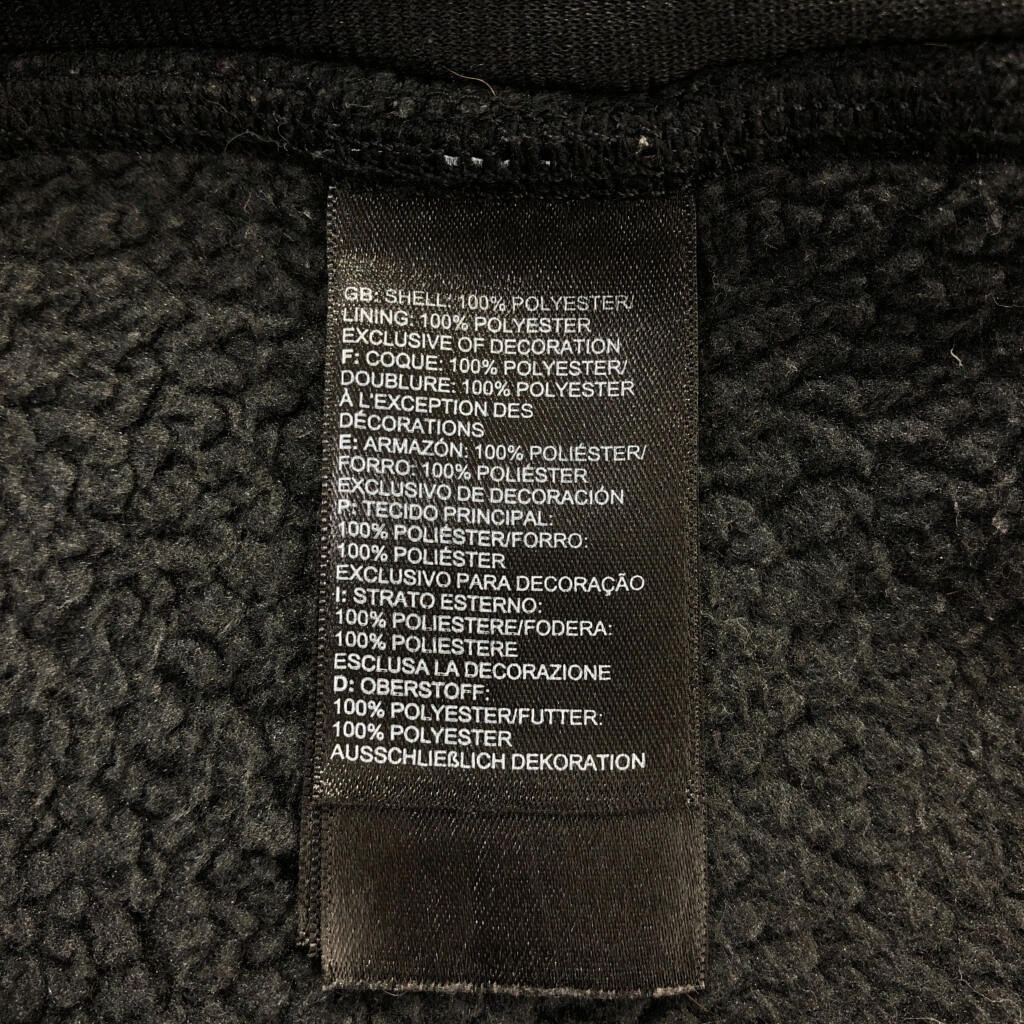 GB: SHELL: 100% POLYESTER/
LINING: 100% POLYESTER
EXCLUSIVE OF DECORATION
F: COQUE: 100% POLYESTER/
DOUBLURE: 100% POLYESTER
À L'EXCEPTION DES
DÉCORATIONS
E: ARMAZÓN: 100% POLIÉSTER/
FORRO: 100% POLIÉSTER
EXCLUSIVO DE DECORACIÓN
P: TECIDO PRINCIPAL:
100% POLIÉSTER/FORRO:
100% POLIÉSTER
EXCLUSIVO PARA DECORAÇÃO
I: STRATO ESTERNO:
100% POLIESTERE/FODERA:
100% POLIESTERE
ESCLUSA LA DECORAZIONE
D: OBERSTOFF:
100% POLYESTER/FUTTER:
100% POLYESTER
AUSSCHLIEßLICH DEKORATION